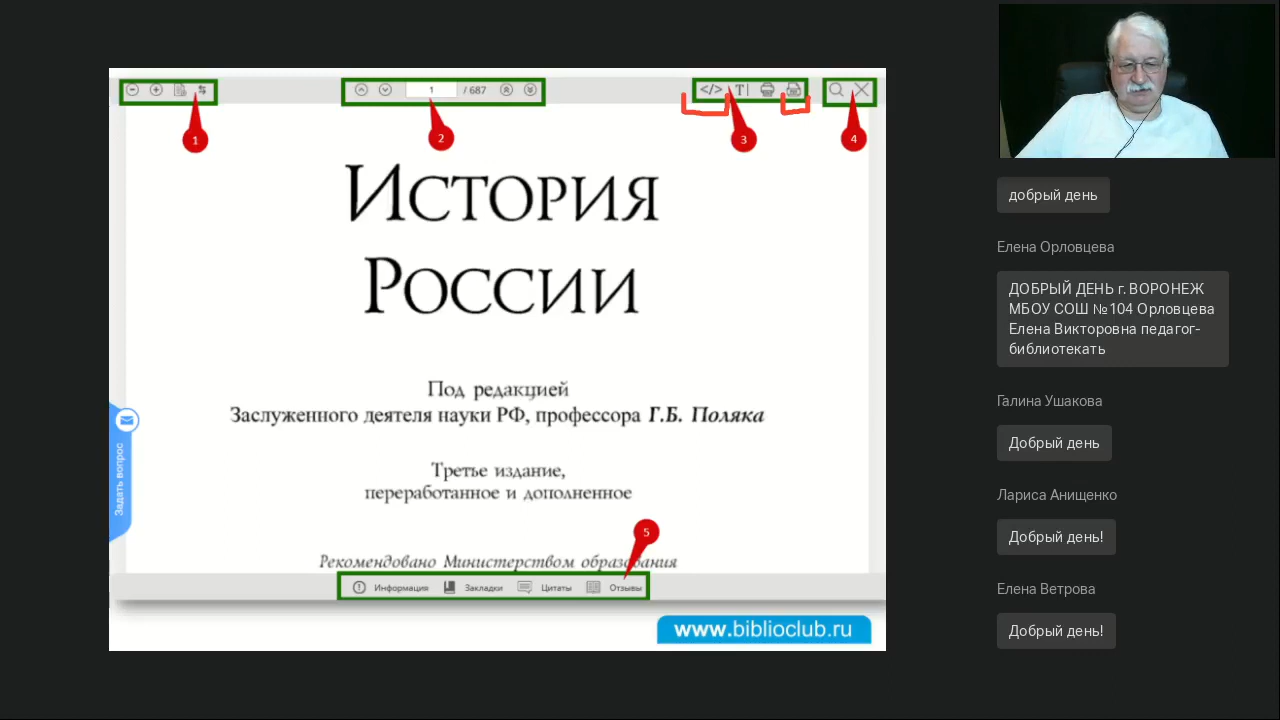 1 / 687 </> T
1
2
3
4
ИСТОРИЯ
РОССИИ
Под редакцией
Заслуженного деятеля науки РФ, профессора Г.Б. Поляка
Третье издание,
переработанное и дополненное
Рекомендовано Министерством образования
5
Задать вопрос
Информация Закладки Цитаты Отзывы
www.biblioclub.ru
добрый день
Елена Орловцева
ДОБРЫЙ ДЕНЬ г. ВОРОНЕЖ
МБОУ СОШ №104 Орловцева
Елена Викторовна педагог-
библиотекать
Галина Ушакова
Добрый день
Лариса Анищенко
Добрый день!
Елена Ветрова
Добрый день!